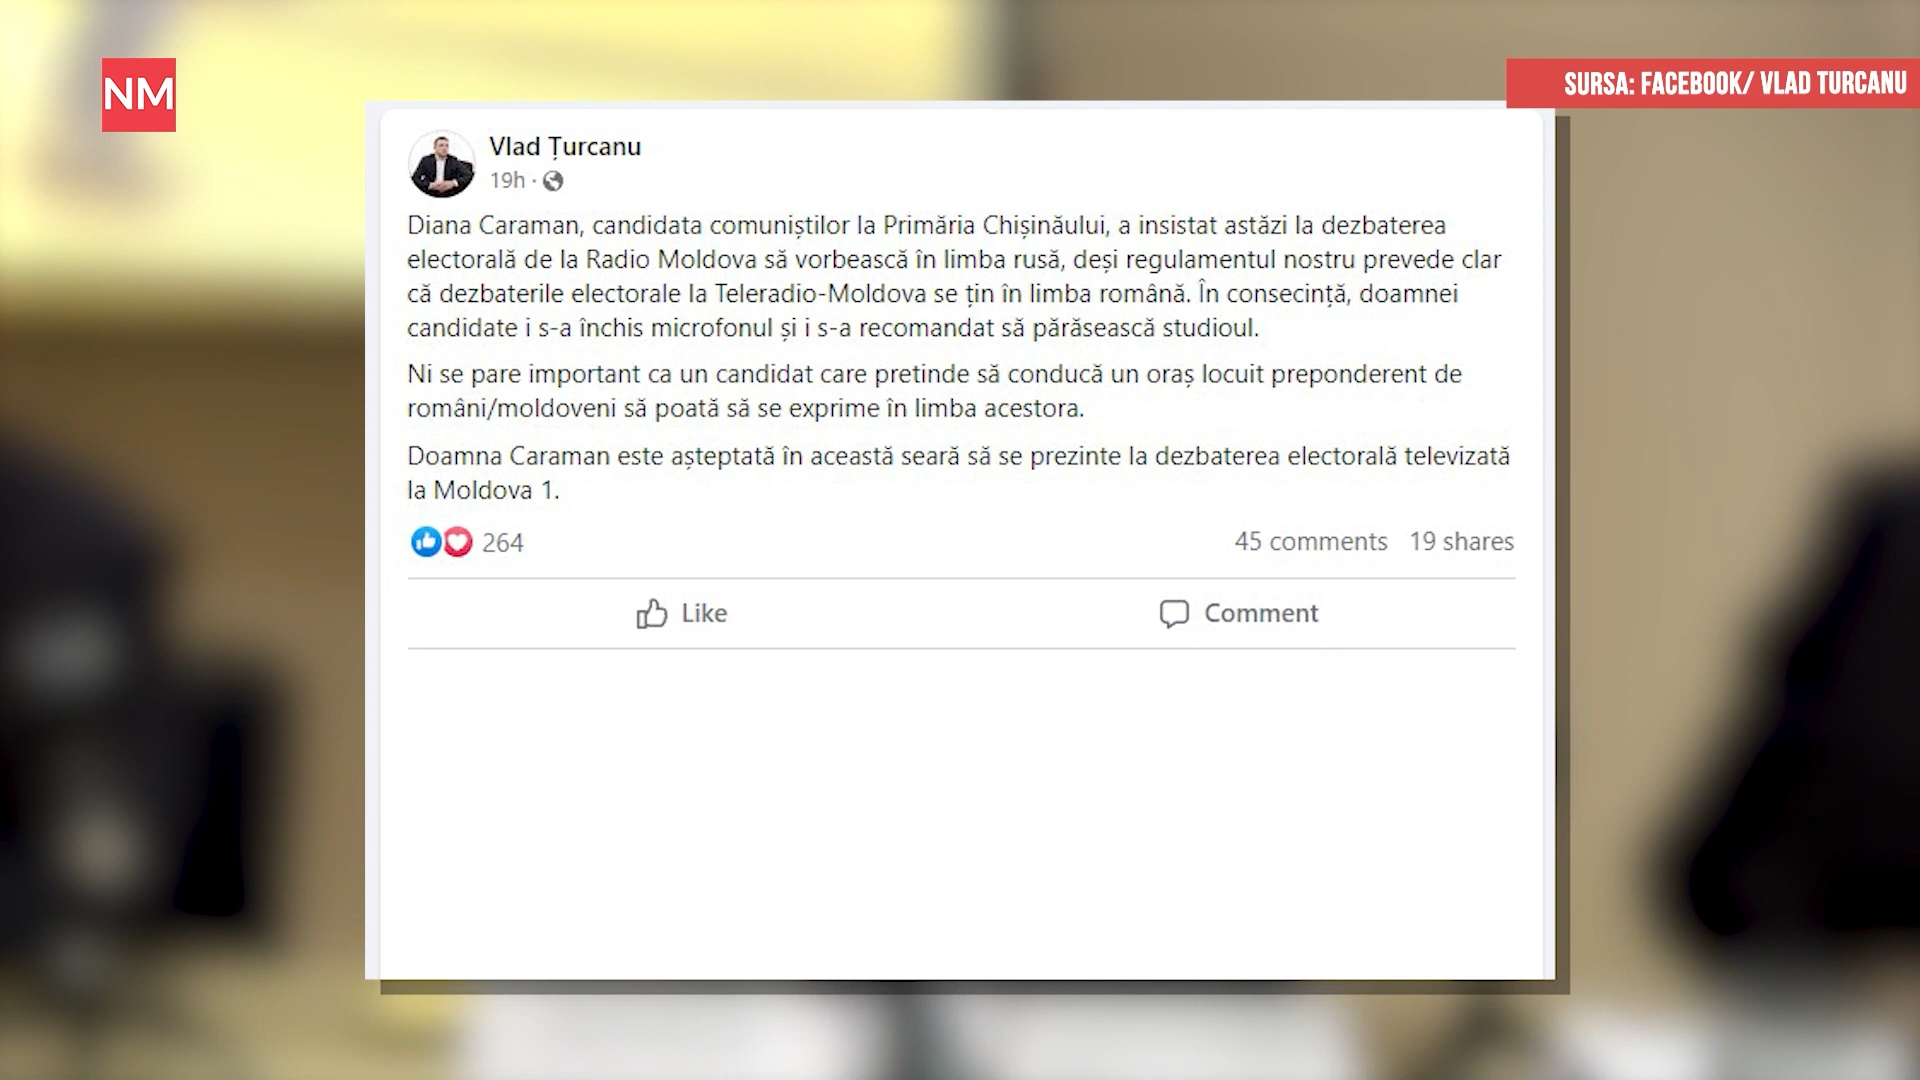 NM
SURSA: FACEBOOK/ VLAD TURCANU
Vlad Țurcanu
19h ·
Diana Caraman, candidata comuniștilor la Primăria Chișinăului, a insistat astăzi la dezbaterea
electorală de la Radio Moldova să vorbească în limba rusă, deși regulamentul nostru prevede clar
că dezbaterile electorale la Teleradio-Moldova se țin în limba română. În consecință, doamnei
candidate i s-a închis microfonul și i s-a recomandat să părăsească studioul.
Ni se pare important ca un candidat care pretinde să conducă un oraș locuit preponderent de
români/moldoveni să poată să se exprime în limba acestora.
Doamna Caraman este așteptată în această seară să se prezinte la dezbaterea electorală televizată
la Moldova 1.
264
45 comments 19 shares
Like
Comment